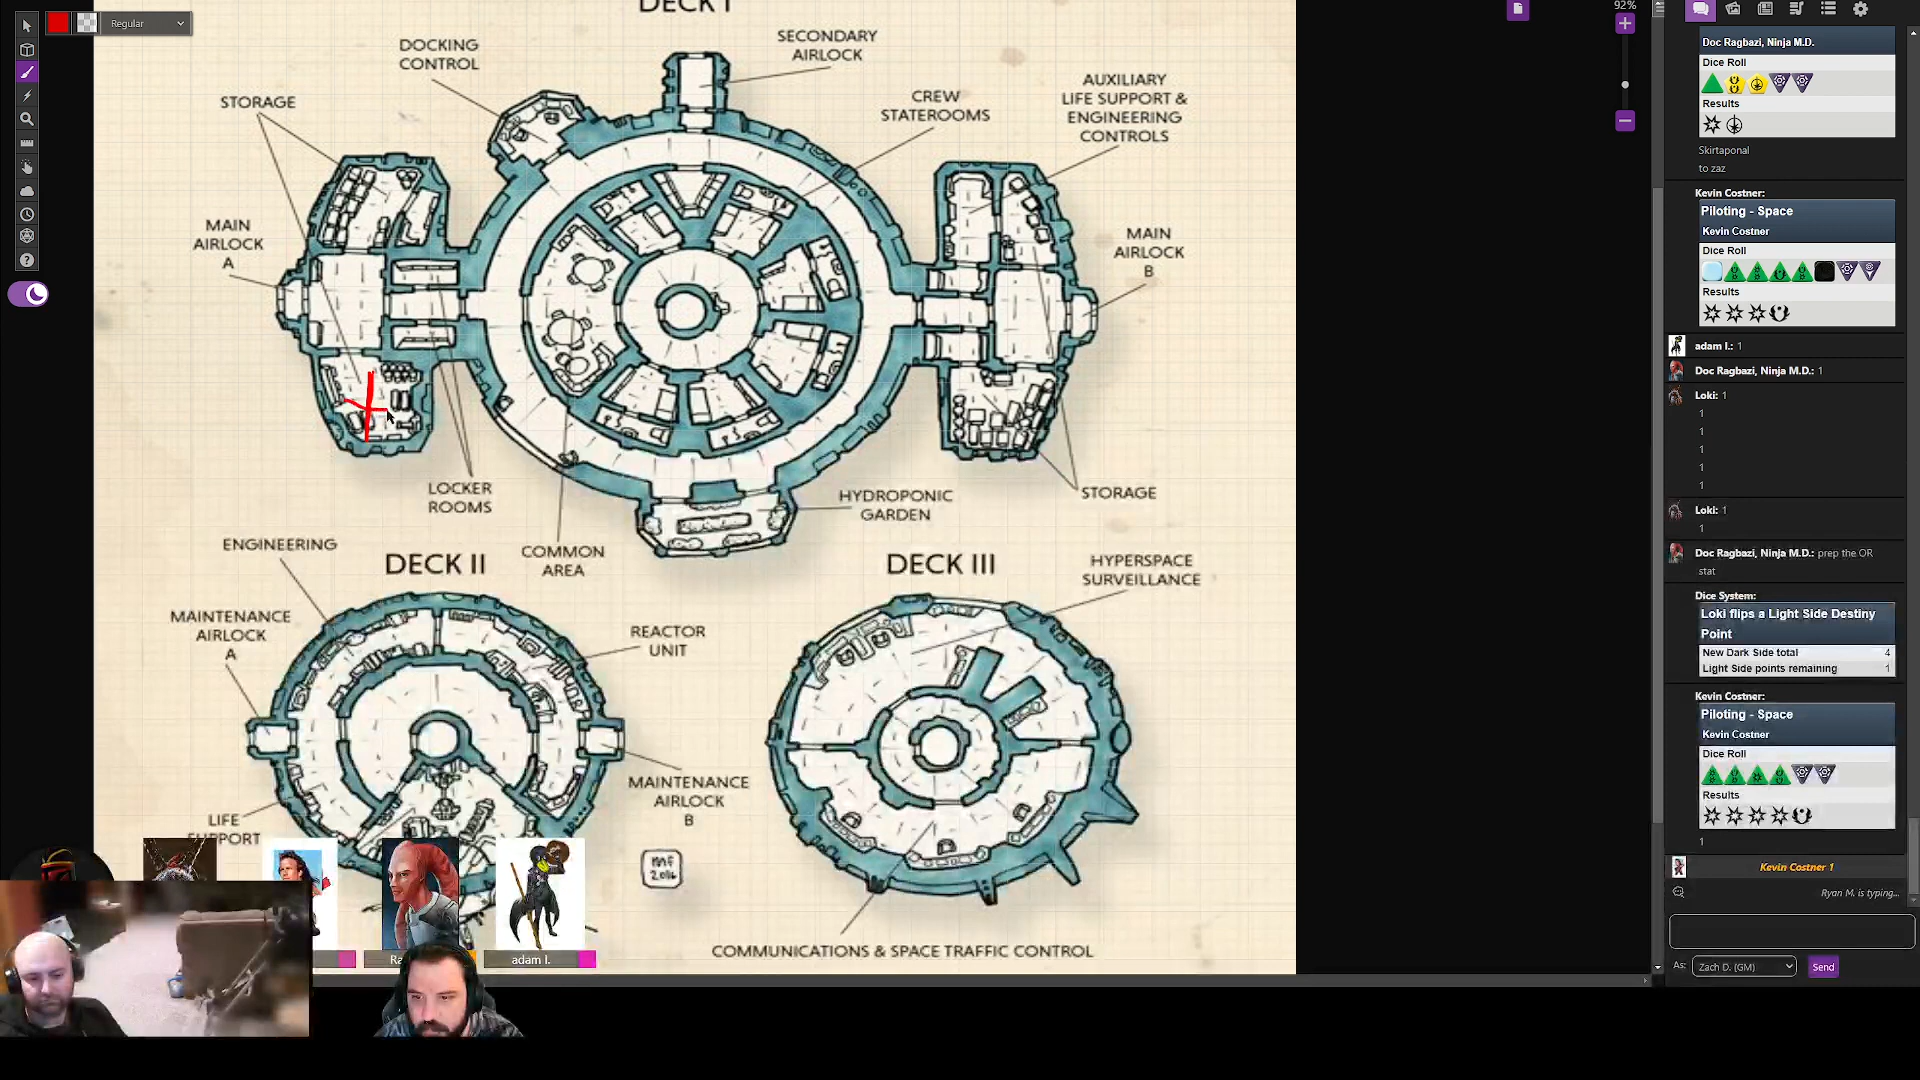 Regular
92%
DECK I
DOCKING
CONTROL
SECONDARY
AIRLOCK
STORAGE
CREW
STATEROOMS
AUXILIARY
LIFE SUPPORT &
ENGINEERING
CONTROLS
MAIN
AIRLOCK
A
MAIN
AIRLOCK
B
LOCKER
ROOMS
HYDROPONIC
GARDEN
STORAGE
COMMON
AREA
ENGINEERING
DECK II
DECK III
HYPERSPACE
SURVEILLANCE
MAINTENANCE
AIRLOCK
A
REACTOR
UNIT
MAINTENANCE
AIRLOCK
B
LIFE
SUPPORT
MF
2016
COMMUNICATIONS & SPACE TRAFFIC CONTROL
Ra
adam I.
Doc Ragbazi, Ninja M.D.
Dice Roll
Results
Skirtaponal
to zaz
Kevin Costner:
Piloting - Space
Kevin Costner
Dice Roll
Results
adam I.: 1
Doc Ragbazi, Ninja M.D.: 1
Loki: 1
1
1
1
1
1
Loki: 1
1
Doc Ragbazi, Ninja M.D.: prep the OR
stat
Dice System:
Loki flips a Light Side Destiny
Point
New Dark Side total 4
Light Side points remaining 1
Kevin Costner:
Piloting - Space
Kevin Costner
Dice Roll
Results
1
Kevin Costner 1
Ryan M. is typing...
As: Zach D. (GM) Send